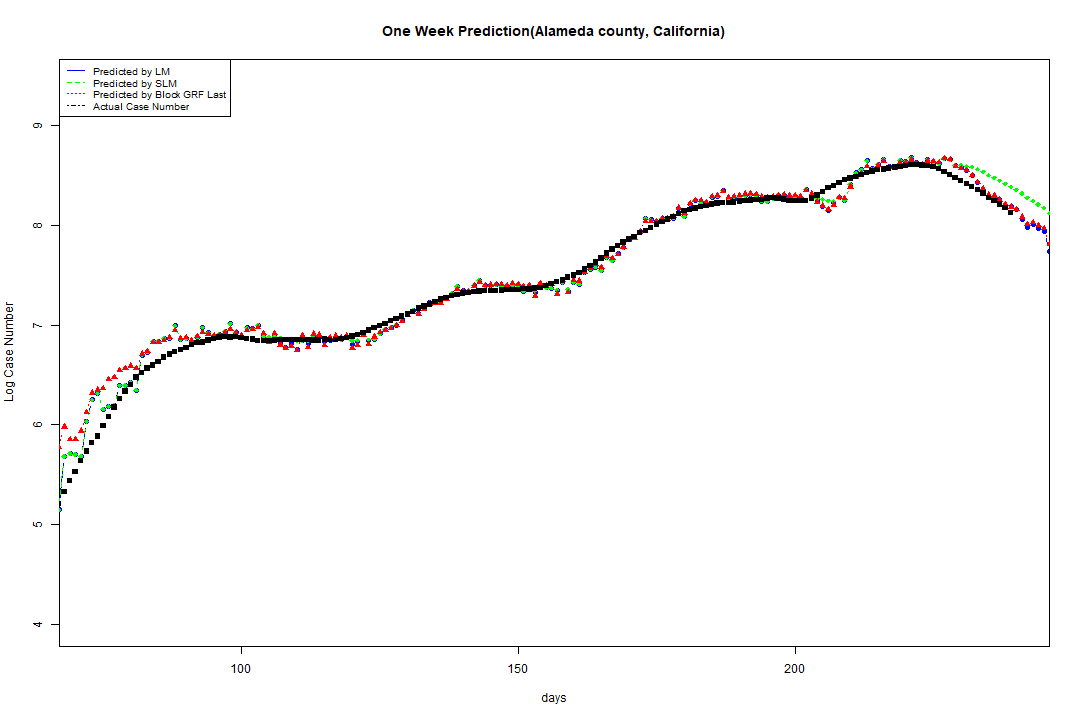 One Week Prediction(Alameda county, California)
Predicted by LM
Predicted by SLM
Predicted by Block GRF Last
Actual Case Number
9
8
7
6
5
4
Log Case Number
100 150 200
days